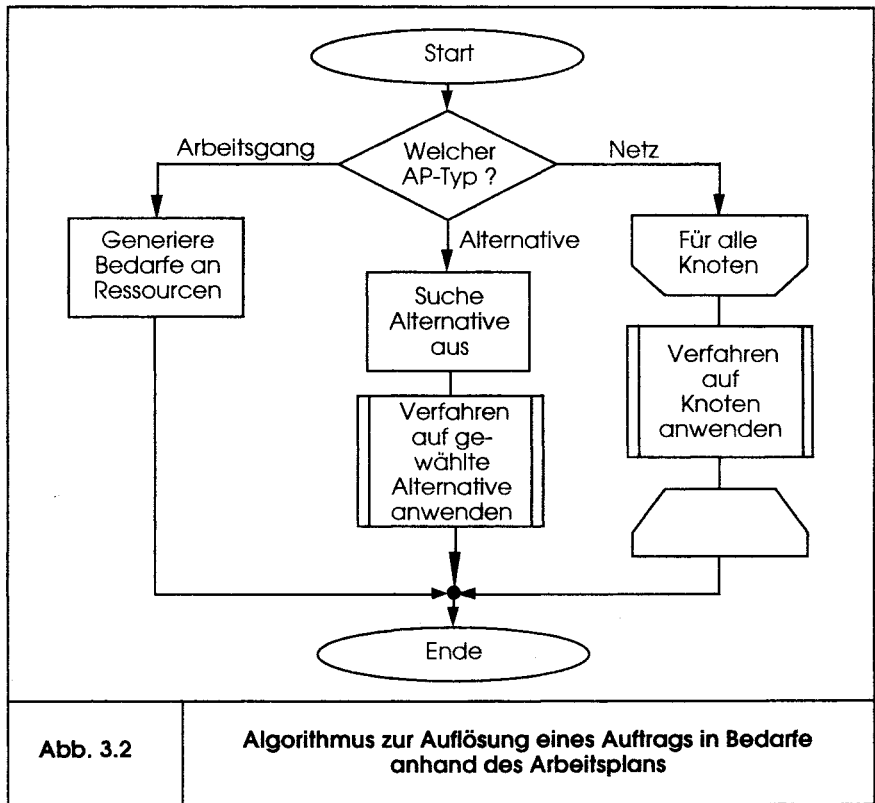 Start
Welcher
AP-Typ ?
Arbeitsgang
Netz
Alternative
Generiere
Bedarfe an
Ressourcen
Suche
Alternative
aus
Verfahren
auf ge-
wählte
Alternative
anwenden
Für alle
Knoten
Verfahren
auf
Knoten
anwenden
Ende
Abb. 3.2
Algorithmus zur Auflösung eines Auftrags in Bedarfe
anhand des Arbeitsplans